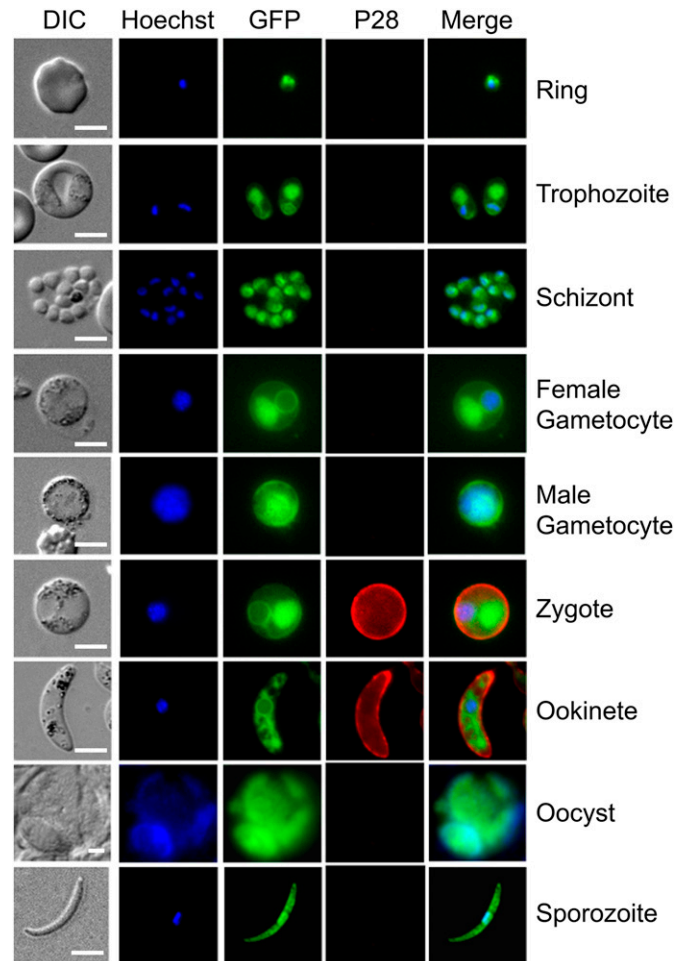 DIC Hoechst GFP P28 Merge
Ring
Trophozoite
Schizont
Female
Gametocyte
Male
Gametocyte
Zygote
Ookinete
Oocyst
Sporozoite